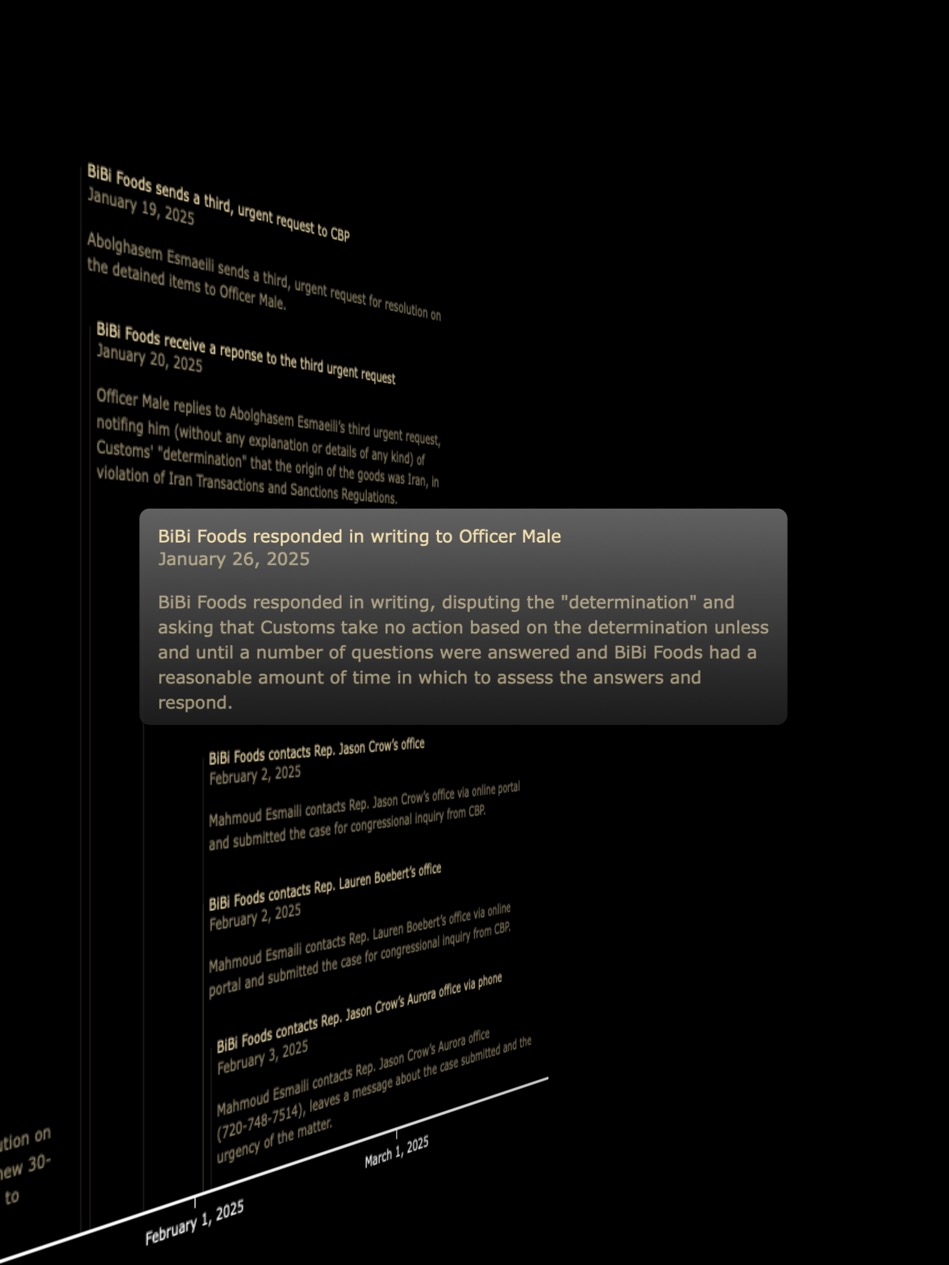 BiBi Foods sends a third, urgent request to CBP
January 19, 2025
Abolghasem Esmaeili sends a third, urgent request for resolution on
the detained items to Officer Male.
BiBi Foods receive a reponse to the third urgent request
January 20, 2025
Officer Male replies to Abolghasem Esmaeili's third urgent request,
notifing him (without any explanation or details of any kind) of
Customs' "determination" that the origin of the goods was Iran, in
violation of Iran Transactions and Sanctions Regulations.
BiBi Foods responded in writing to Officer Male
January 26, 2025
BiBi Foods responded in writing, disputing the "determination" and
asking that Customs take no action based on the determination unless
and until a number of questions were answered and BiBi Foods had a
reasonable amount of time in which to assess the answers and
respond.
BiBi Foods contacts Rep. Jason Crow's office
February 2, 2025
Mahmoud Esmaili contacts Rep. Jason Crow's office via online portal
and submitted the case for congressional inquiry from CBP.
BiBi Foods contacts Rep. Lauren Boebert's office
February 2, 2025
Mahmoud Esmaili contacts Rep. Lauren Boebert's office via online
portal and submitted the case for congressional inquiry from CBP.
BiBi Foods contacts Rep. Jason Crow's Aurora office via phone
February 3, 2025
Mahmoud Esmaili contacts Rep. Jason Crow's Aurora office
(720-748-7514), leaves a message about the case submitted and the
urgency of the matter.
ution on
new 30-
to
February 1, 2025
March 1, 2025